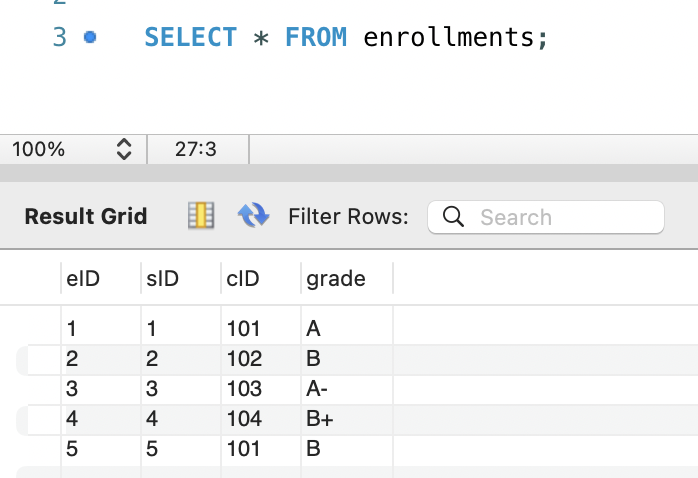 2
3 SELECT * FROM enrollments;
100% 27:3
Result Grid Filter Rows: Search
eID sID cID grade
1 1 101 A
2 2 102 B
3 3 103 A-
4 4 104 B+
5 5 101 B